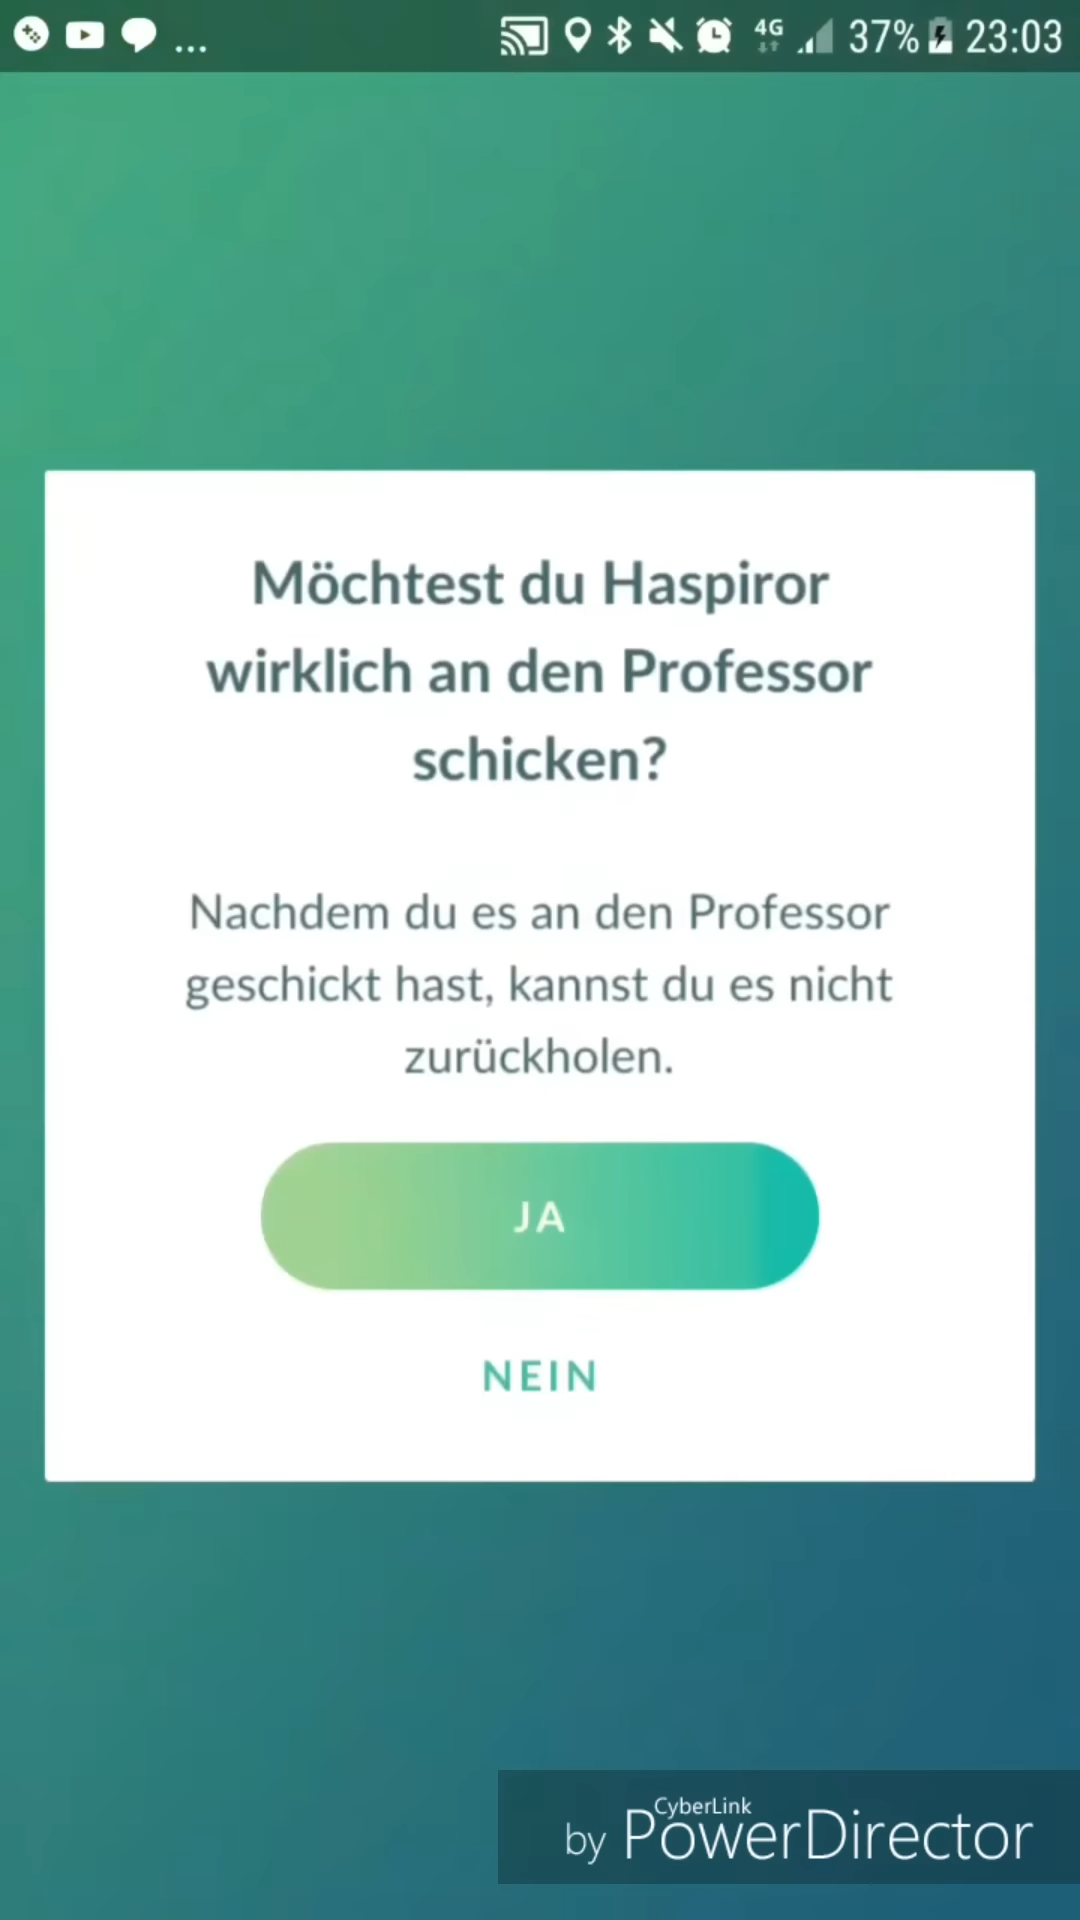 4G 37% 23:03
Möchtest du Haspiror
wirklich an den Professor
schicken?
Nachdem du es an den Professor
geschickt hast, kannst du es nicht
zurückholen.
JA
NEIN
CyberLink
by PowerDirector